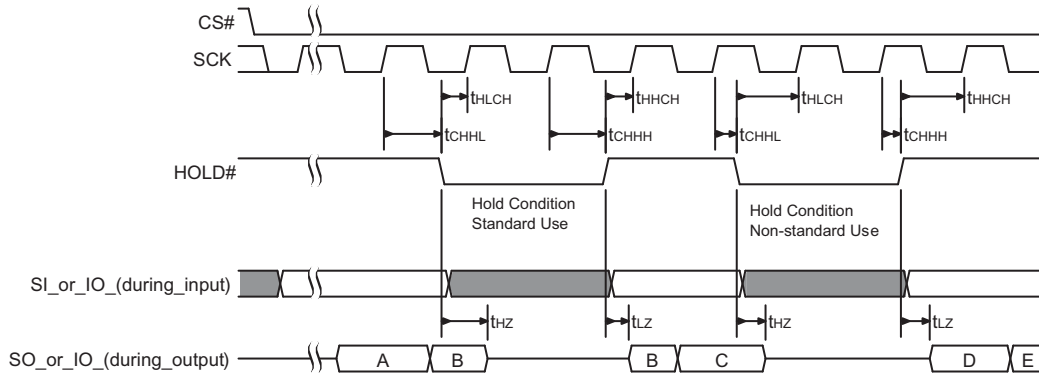 CS#
SCK
tHLCH tHHCH tHLCH tHHCH
tCHHL tCHHH tCHHL tCHHH
HOLD#
Hold Condition
Standard Use
Hold Condition
Non-standard Use
SI_or_IO_(during_input)
tHZ tLZ tHZ tLZ
SO_or_IO_(during_output) A B B C D E